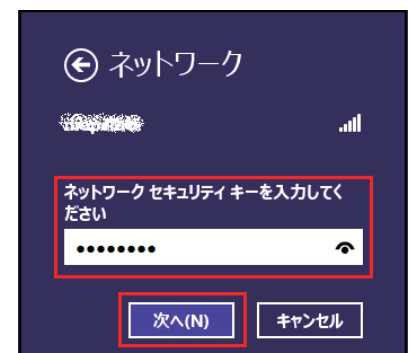 ネットワーク
ネットワーク セキュリティ キーを入力してく
ださい
••••••••
次へ(N)
キャンセル